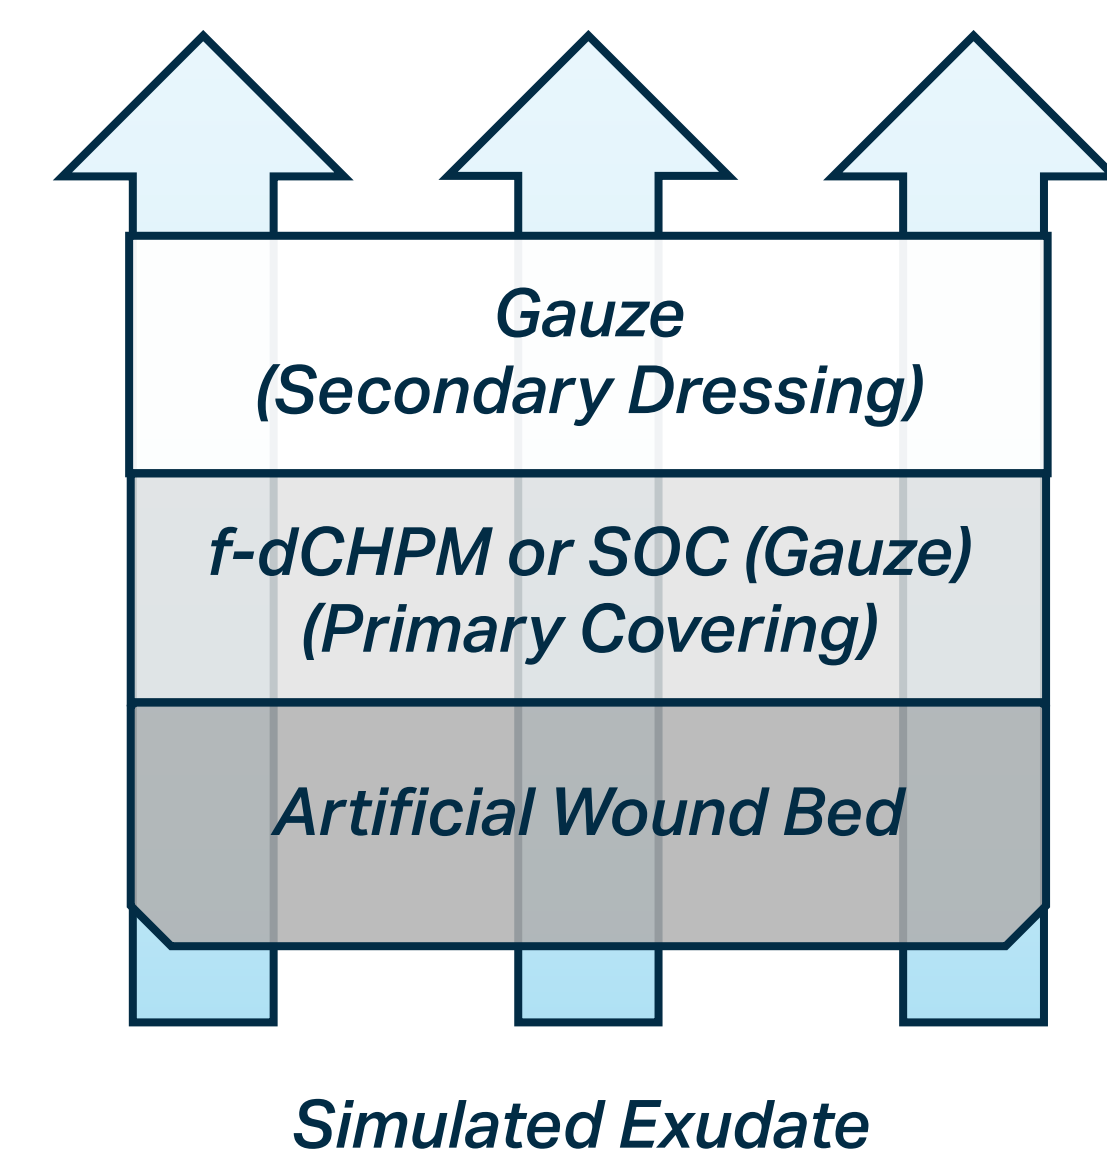 Gauze
(Secondary Dressing)
f-dCHPM or SOC (Gauze)
(Primary Covering)
Artificial Wound Bed
Simulated Exudate